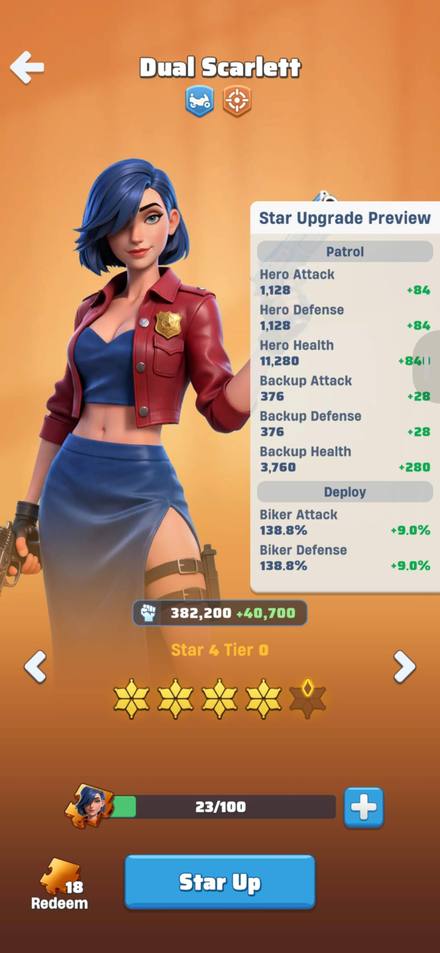 Dual Scarlett
Star Upgrade Preview
Patrol
Hero Attack
1,128 +84
Hero Defense
1,128 +84
Hero Health
11,280
Backup Attack
376 +28
Backup Defense
376 +28
Backup Health
3,760 +280
Deploy
Biker Attack
138.8% +9.0%
Biker Defense
138.8% +9.0%
382,200 +40,700
Star 4 Tier 0
23/100
18
Redeem
Star Up